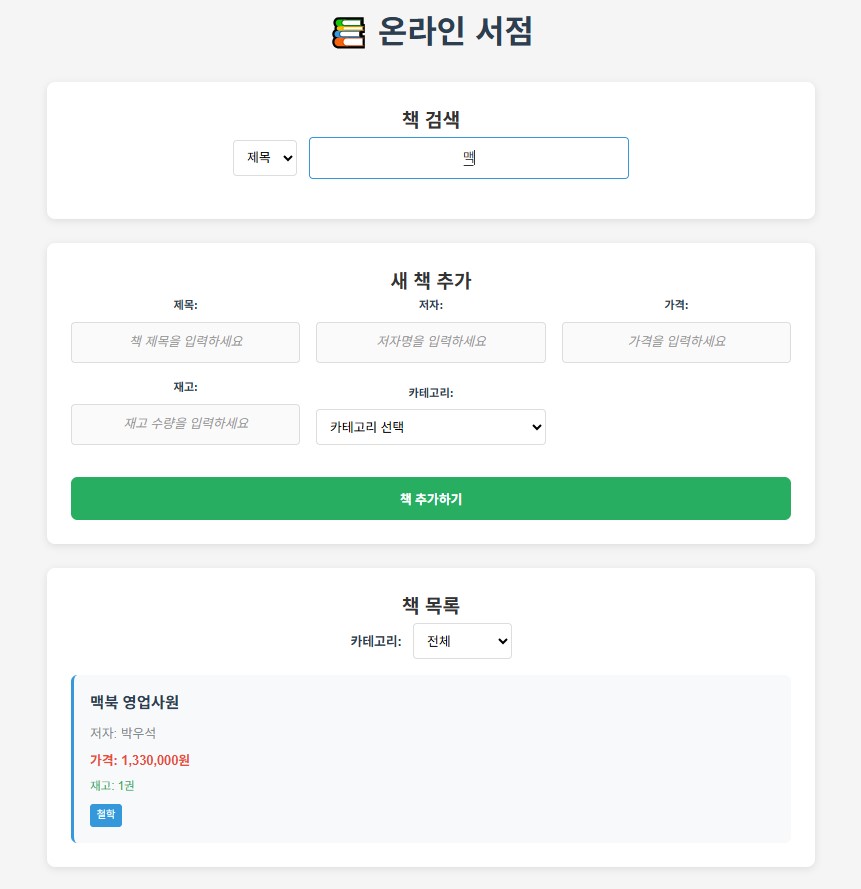 온라인 서점
책 검색
제목
맥
새 책 추가
제목: 저자: 가격:
책 제목을 입력하세요 저자명을 입력하세요 가격을 입력하세요
재고: 카테고리:
재고 수량을 입력하세요 카테고리 선택
책 추가하기
책 목록
카테고리: 전체
맥북 영업사원
저자: 박우석
가격: 1,330,000원
재고: 1권
철학